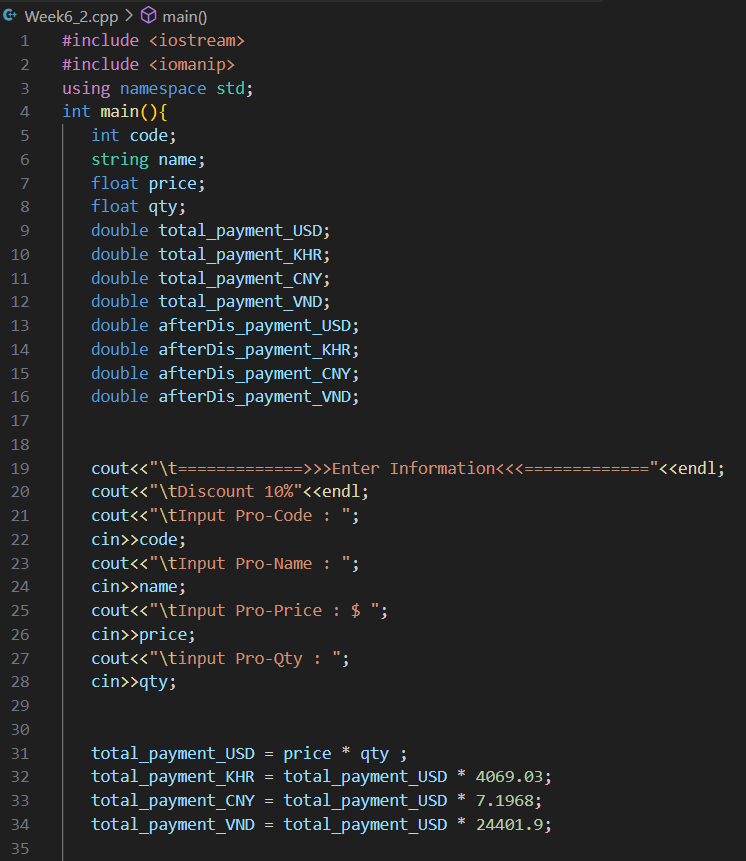 Week6_2.cpp > main()
1 #include <iostream>
2 #include <iomanip>
3 using namespace std;
4 int main(){
5 int code;
6 string name;
7 float price;
8 float qty;
9 double total_payment_USD;
10 double total_payment_KHR;
11 double total_payment_CNY;
12 double total_payment_VND;
13 double afterDis_payment_USD;
14 double afterDis_payment_KHR;
15 double afterDis_payment_CNY;
16 double afterDis_payment_VND;
17
18
19 cout<<"\t=============>>>Enter Information<<<============="<<endl;
20 cout<<"\tDiscount 10%"<<endl;
21 cout<<"\tInput Pro-Code : ";
22 cin>>code;
23 cout<<"\tInput Pro-Name : ";
24 cin>>name;
25 cout<<"\tInput Pro-Price : $ ";
26 cin>>price;
27 cout<<"\tinput Pro-Qty : ";
28 cin>>qty;
29
30
31 total_payment_USD = price * qty ;
32 total_payment_KHR = total_payment_USD * 4069.03;
33 total_payment_CNY = total_payment_USD * 7.1968;
34 total_payment_VND = total_payment_USD * 24401.9;
35